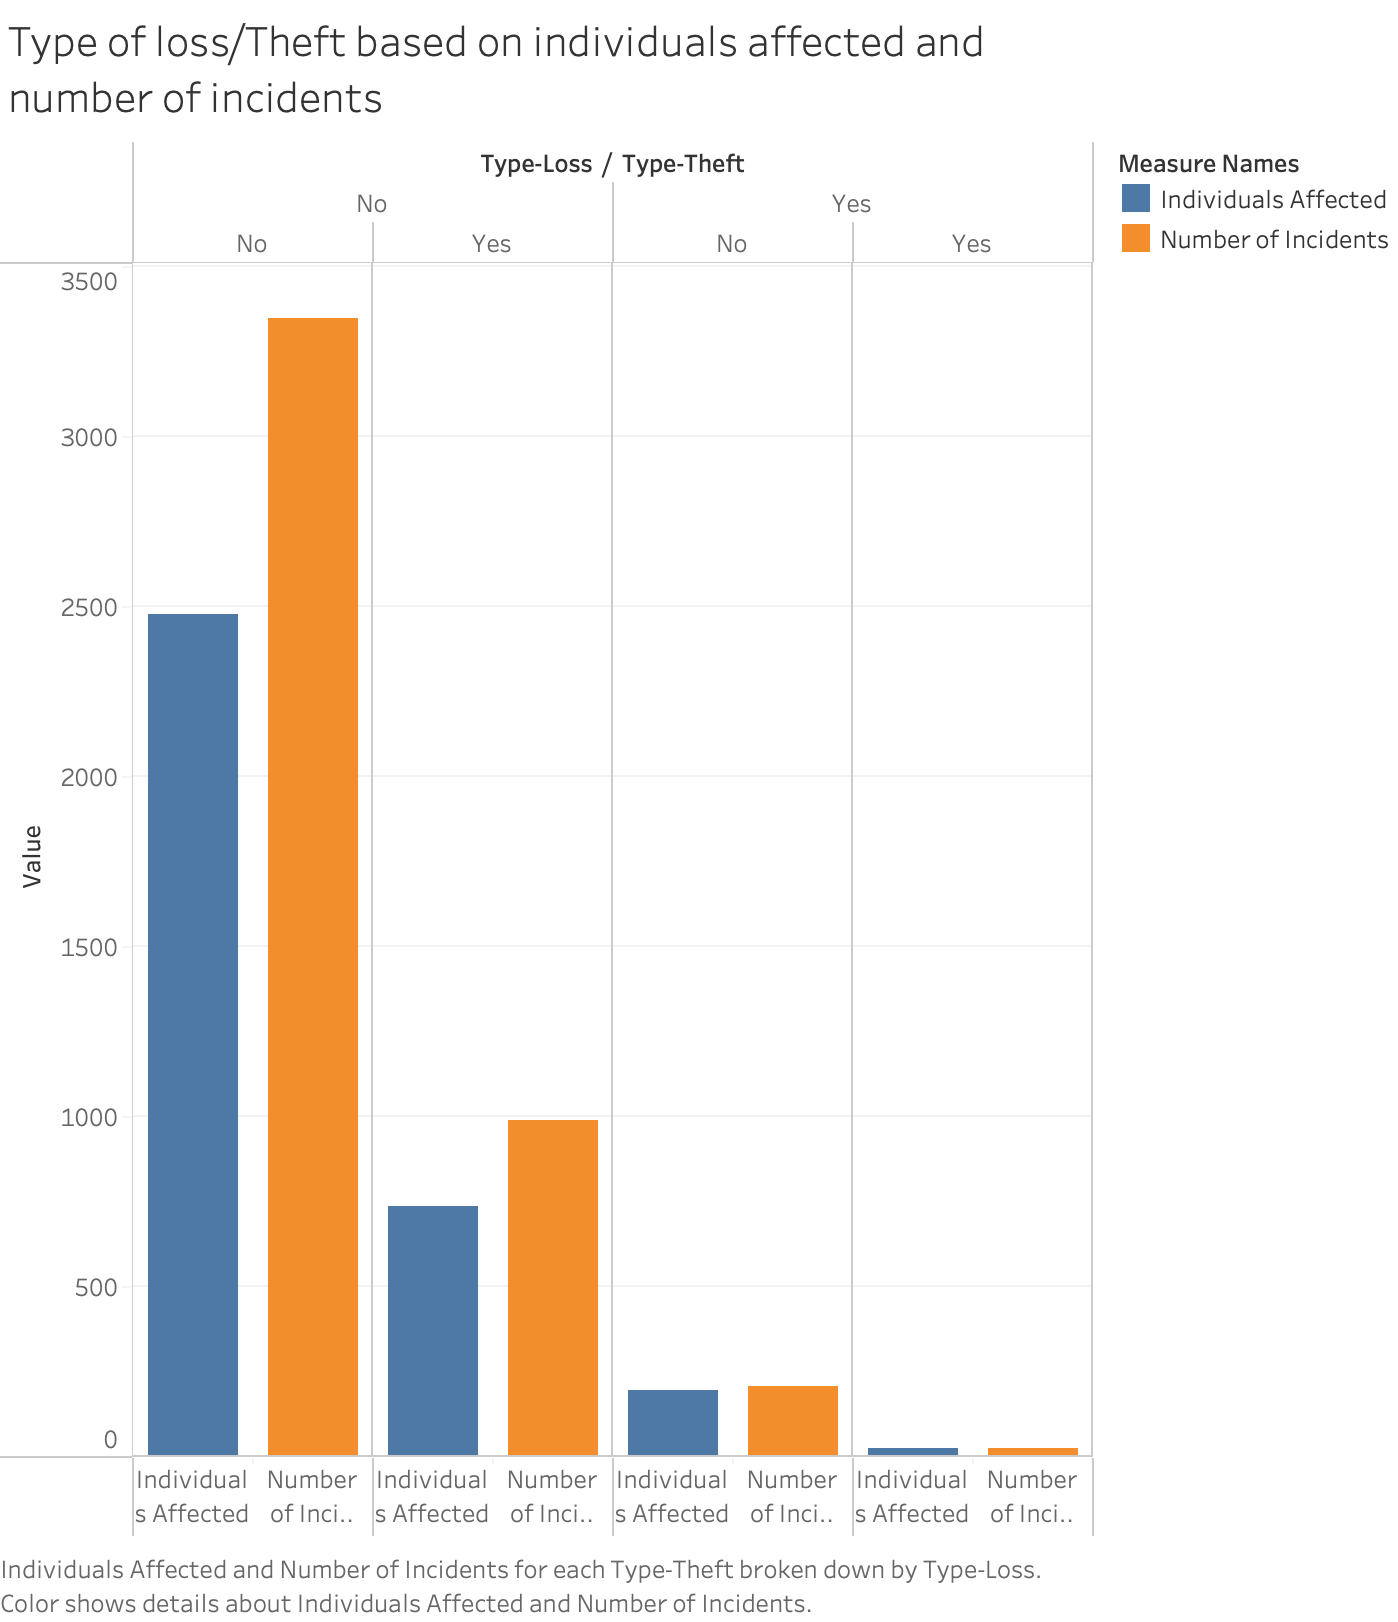 Type of loss/Theft based on individuals affected and
number of incidents
Type-Loss / Type-Theft
No
Yes
No
Yes
No
Yes
Measure Names
Individuals Affected
Number of Incidents
3500
3000
2500
2000
1500
1000
500
0
Value
Individual
s Affected
Number
of Inci..
Individual
s Affected
Number
of Inci..
Individual
s Affected
Number
of Inci..
Individual
s Affected
Number
of Inci..
Individuals Affected and Number of Incidents for each Type-Theft broken down by Type-Loss.
Color shows details about Individuals Affected and Number of Incidents.